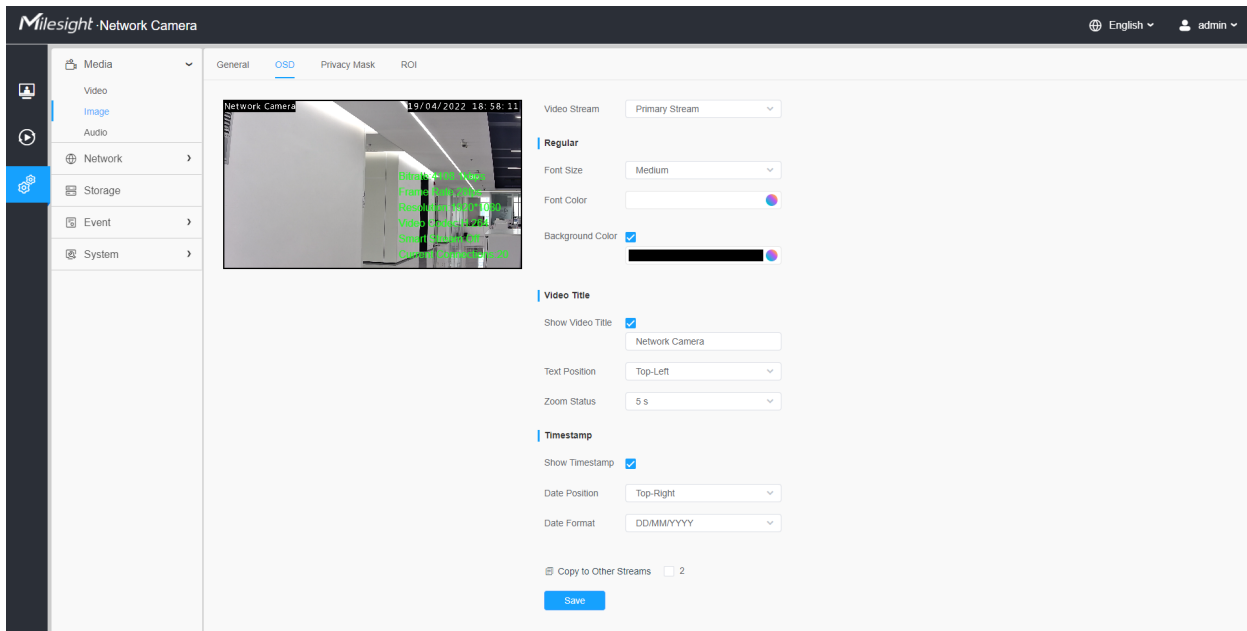 Milesight ·Network Camera
English
admin
Media
Video
Image
Audio
Network
Storage
Event
System
General
OSD
Privacy Mask
ROI
Network Camera
19/04/2022 18:58:11
Video Stream
Primary Stream
Regular
Font Size
Medium
Font Color
Background Color
Video Title
Show Video Title
Network Camera
Text Position
Top-Left
Zoom Status
5 s
Timestamp
Show Timestamp
Date Position
Top-Right
Date Format
DD/MM/YYYY
Copy to Other Streams
2
Save